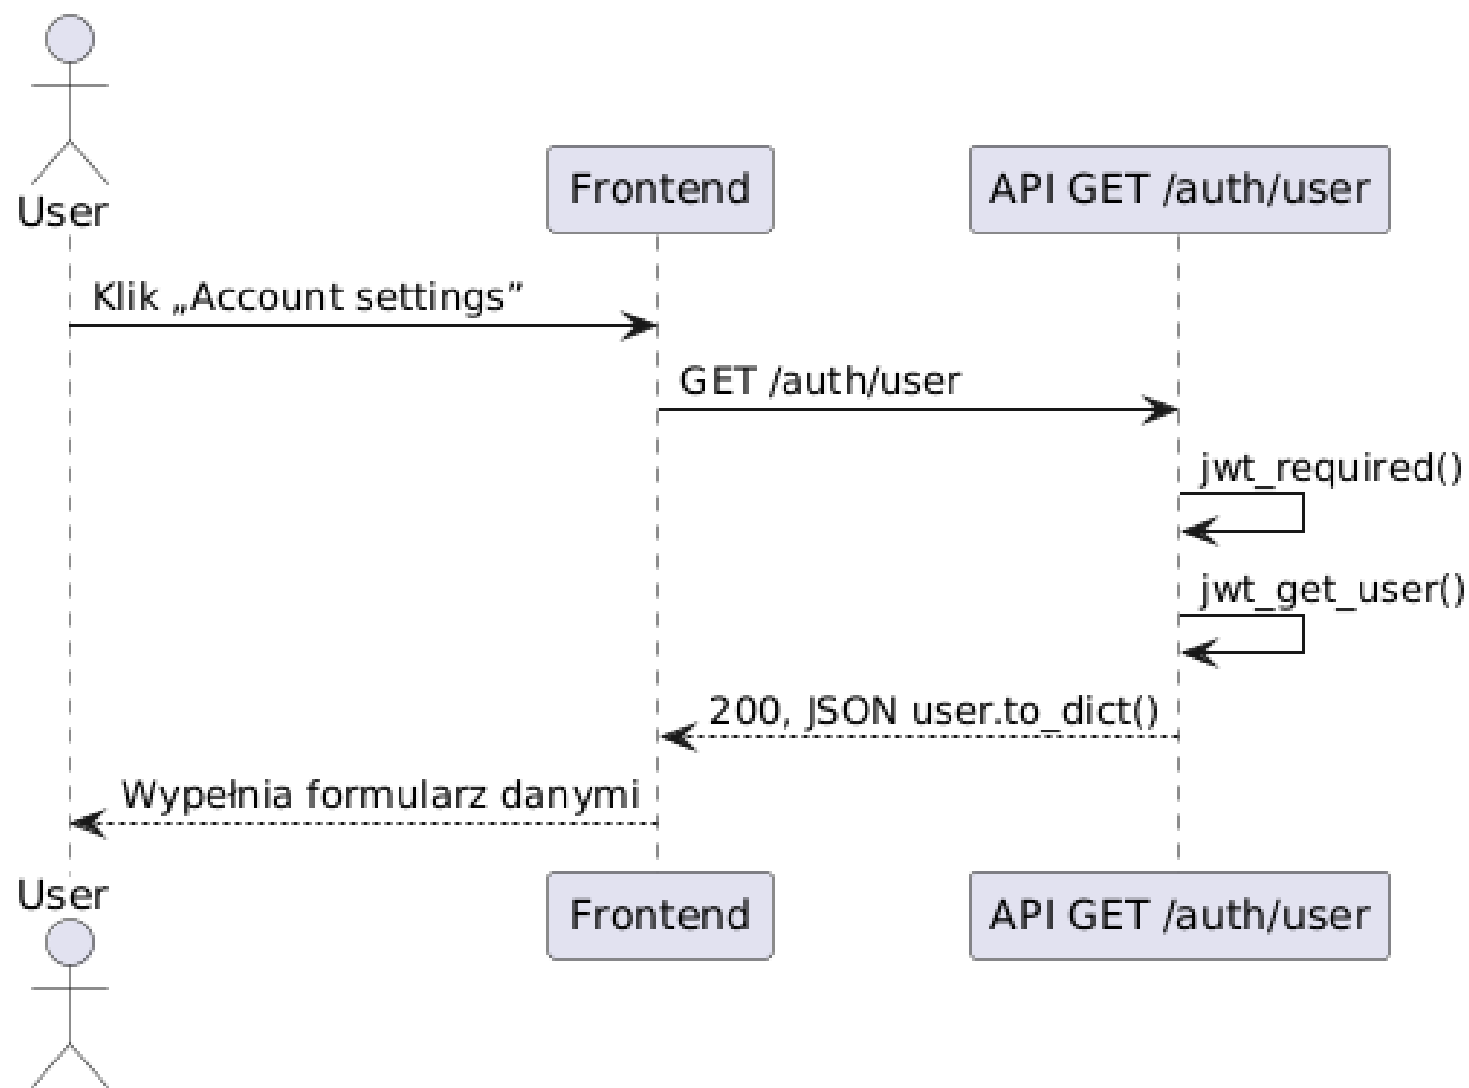 User
Frontend
API GET /auth/user
Klik „Account settings”
GET /auth/user
jwt_required()
jwt_get_user()
200, JSON user.to_dict()
Wypełnia formularz danymi
User
Frontend
API GET /auth/user